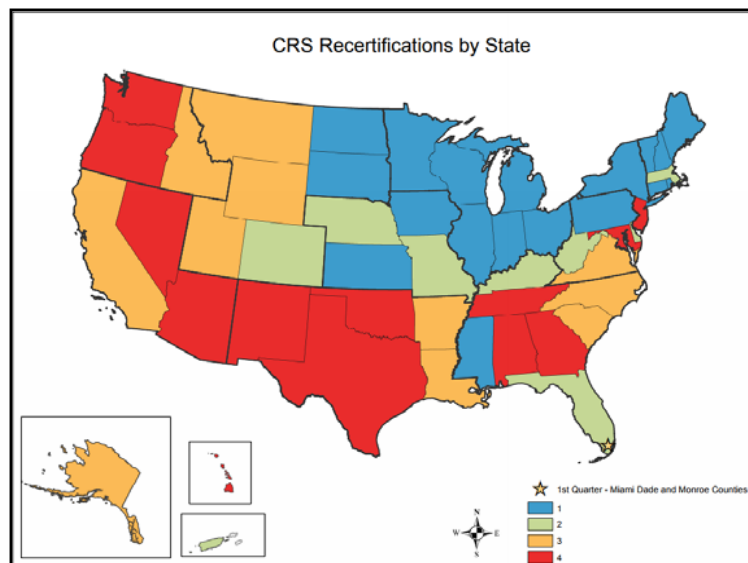 CRS Recertifications by State
1st Quarter - Miami Dade and Monroe Counties
1
2
3
4
N
W
E
S